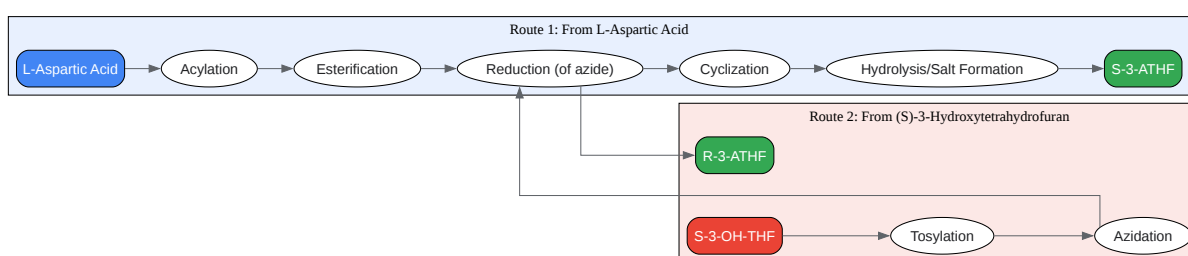 Route 1: From L-Aspartic Acid
L-Aspartic Acid
Acylation
Esterification
Reduction (of azide)
Cyclization
Hydrolysis/Salt Formation
S-3-ATHF
Route 2: From (S)-3-Hydroxytetrahydrofuran
R-3-ATHF
S-3-OH-THF
Tosylation
Azidation